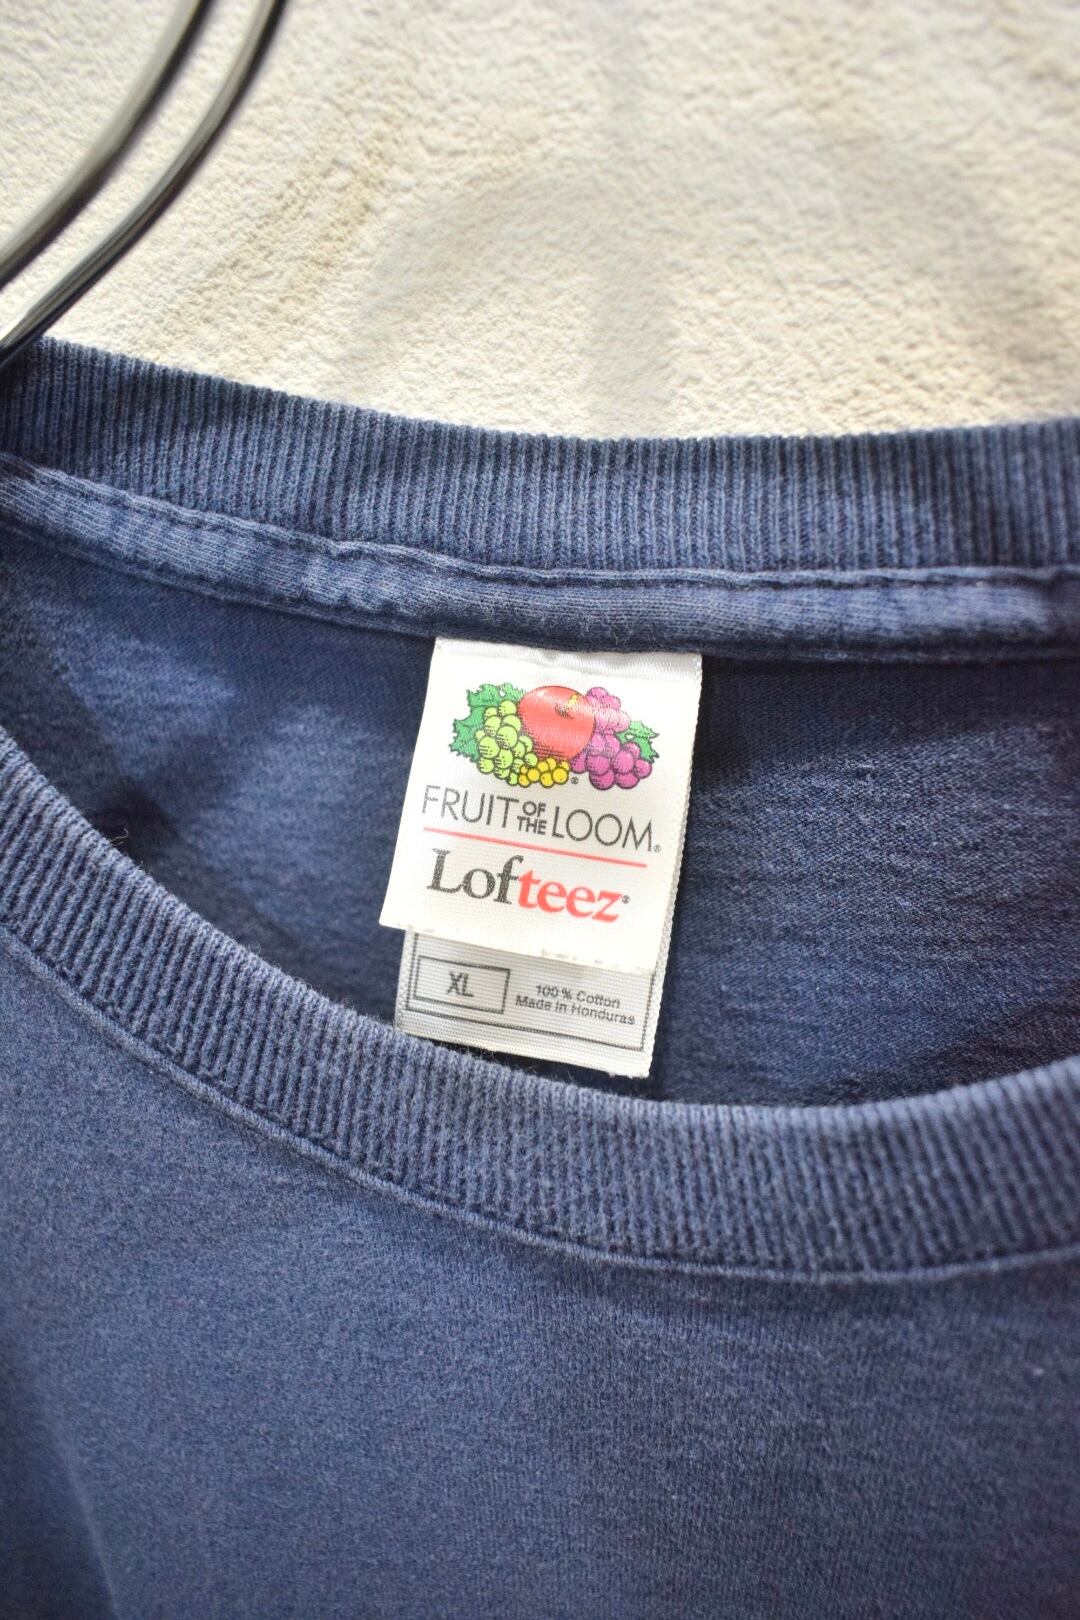 FRUIT OF THE LOOM®
Lofteez®
XL
100% Cotton
Made in Honduras